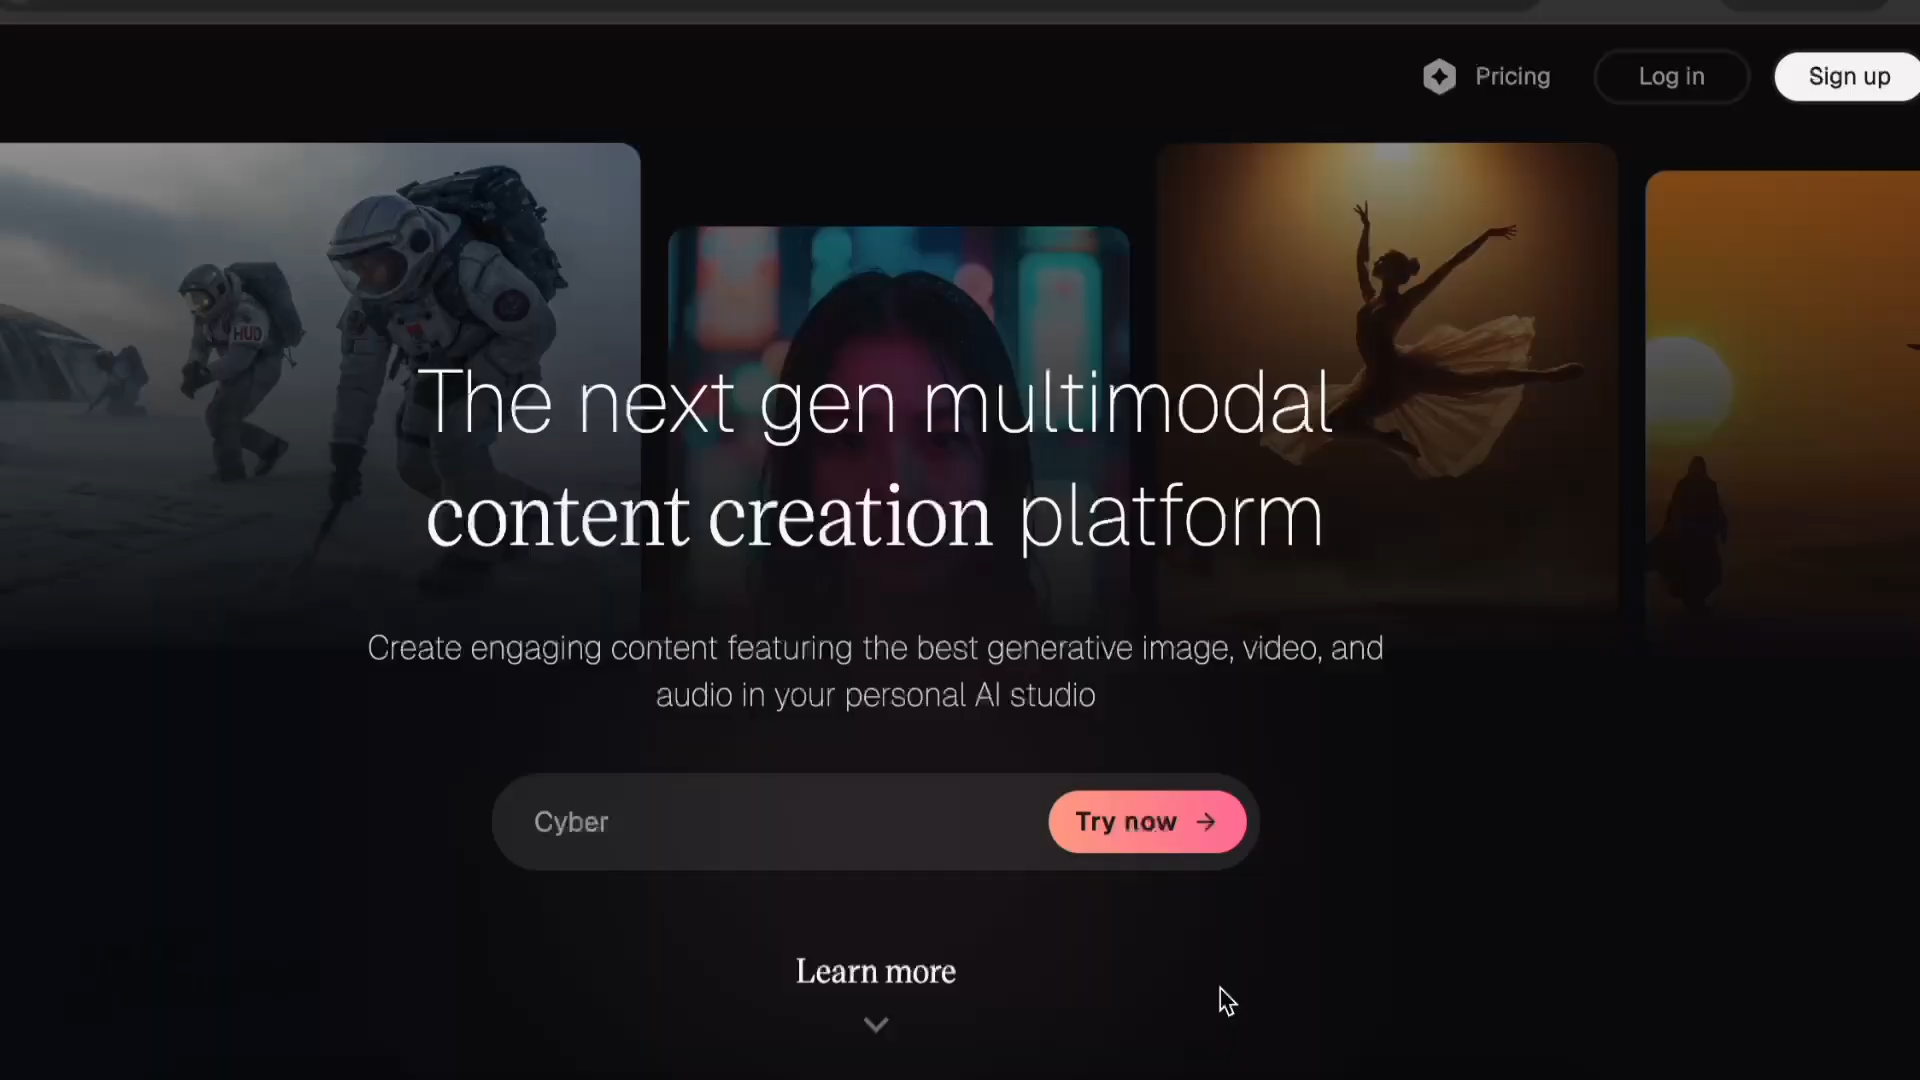 Pricing
Log in
Sign up
HUD
The next gen multimodal
content creation platform
Create engaging content featuring the best generative image, video, and
audio in your personal AI studio
Cyber
Try now
Learn more